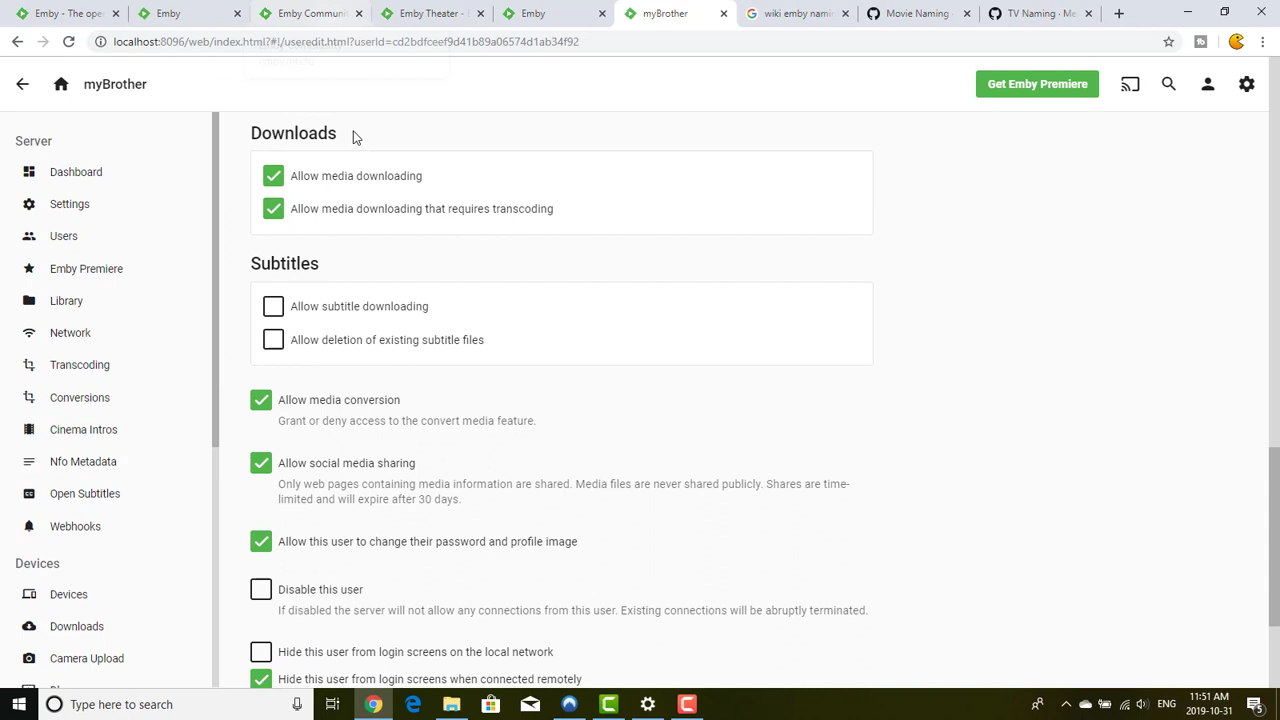 Emby - The ope
Emby
Emby Communi
Emby Theater -
Emby
myBrother
wiki emby namin
Movie Naming
TV Naming · Me
localhost:8096/web/index.html?#!/useredit.html?userId=cd2bdfceef9d41b89a06574d1ab34f92
myBrother
Get Emby Premiere
Server
Dashboard
Settings
Users
Emby Premiere
Library
Network
Transcoding
Conversions
Cinema Intros
Nfo Metadata
Open Subtitles
Webhooks
Devices
Devices
Downloads
Camera Upload
Downloads
Allow media downloading
Allow media downloading that requires transcoding
Subtitles
Allow subtitle downloading
Allow deletion of existing subtitle files
Allow media conversion
Grant or deny access to the convert media feature.
Allow social media sharing
Only web pages containing media information are shared. Media files are never shared publicly. Shares are time-
limited and will expire after 30 days.
Allow this user to change their password and profile image
Disable this user
If disabled the server will not allow any connections from this user. Existing connections will be abruptly terminated.
Hide this user from login screens on the local network
Hide this user from login screens when connected remotely
Type here to search
ENG
11:51 AM
2019-10-31
5